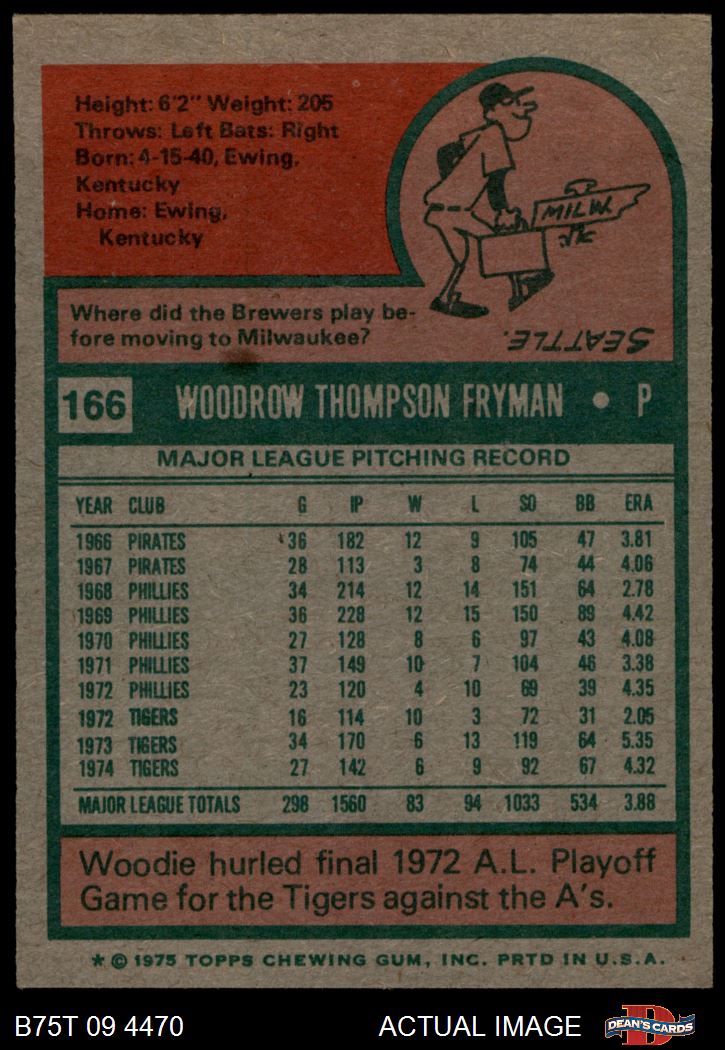 Height: 6'2" Weight: 205
Throws: Left Bats: Right
Born: 4-15-40, Ewing,
Kentucky
Home: Ewing,
Kentucky
MILW.
Where did the Brewers play be-
fore moving to Milwaukee?
SEATTLE.
166 WOODROW THOMPSON FRYMAN • P
MAJOR LEAGUE PITCHING RECORD
YEAR CLUB G IP W L SO BB ERA
1966 PIRATES 36 182 12 9 105 47 3.81
1967 PIRATES 28 113 3 8 74 44 4.06
1968 PHILLIES 34 214 12 14 151 64 2.78
1969 PHILLIES 36 228 12 15 150 89 4.42
1970 PHILLIES 27 128 8 6 97 43 4.08
1971 PHILLIES 37 149 10 7 104 46 3.38
1972 PHILLIES 23 120 4 10 69 39 4.35
1972 TIGERS 16 114 10 3 72 31 2.05
1973 TIGERS 34 170 6 13 119 64 5.35
1974 TIGERS 27 142 6 9 92 67 4.32
MAJOR LEAGUE TOTALS 298 1560 83 94 1033 534 3.88
Woodie hurled final 1972 A.L. Playoff
Game for the Tigers against the A's.
* © 1975 TOPPS CHEWING GUM, INC. PRTD IN U.S.A.
B75T 09 4470 ACTUAL IMAGE
D
DEAN'S CARDS